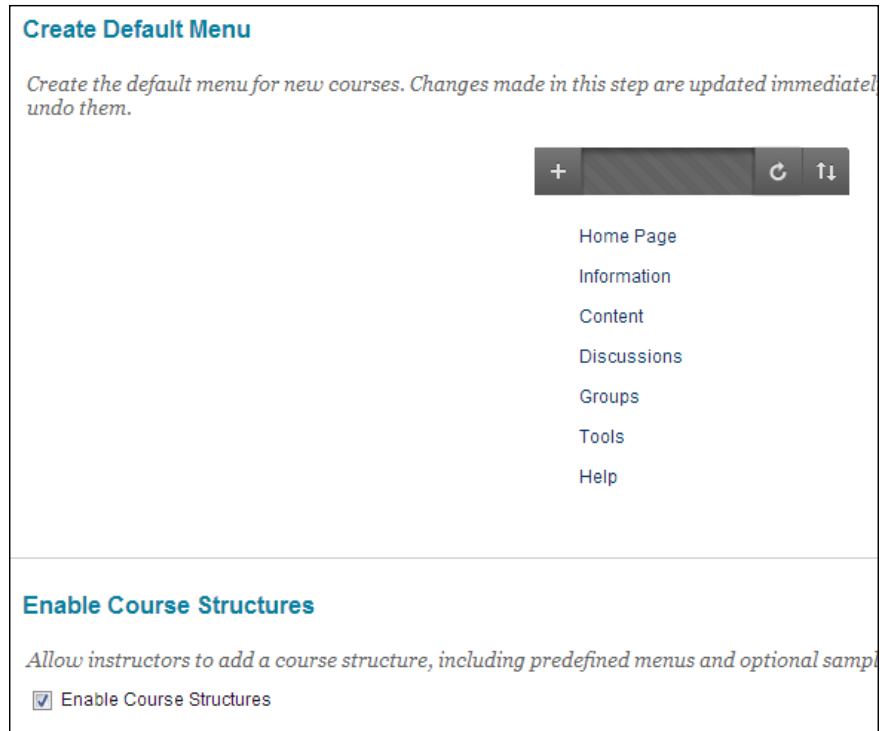 Create Default Menu
Create the default menu for new courses. Changes made in this step are updated immediatel
undo them.
+
Home Page
Information
Content
Discussions
Groups
Tools
Help
Enable Course Structures
Allow instructors to add a course structure, including predefined menus and optional sampl
Enable Course Structures